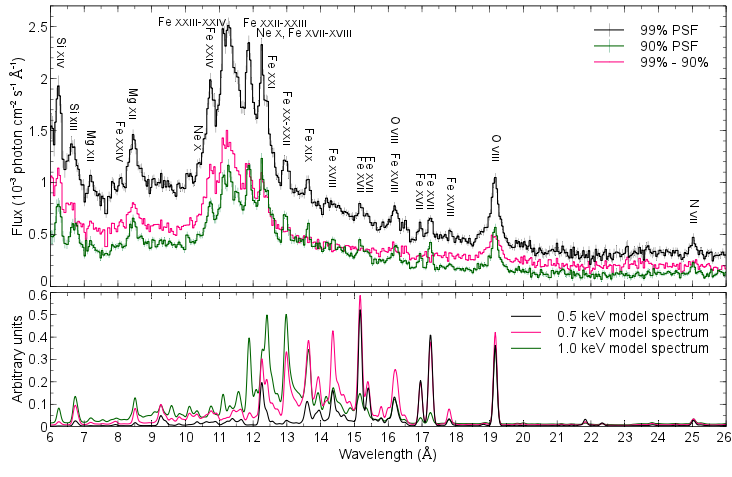 Fe XXIII-XXIV
Fe XXII-XXIII
Ne X, Fe XVII-XVIII
Si XIV
Si XIII
Mg XII
Fe XXIV
Mg XII
Ne X
Fe XXIV
Fe XXI
Fe XX-XXII
Fe XIX
Fe XVIII
Fe XVII
Fe XVII
O VIII
Fe XVIII
Fe XVII
Fe XVII
Fe XVIII
O VIII
N VII
99% PSF
90% PSF
99% - 90%
Flux (10⁻³ photon cm⁻² s⁻¹ Å⁻¹)
2.5
2
1.5
1
0.5
0
0.5 keV model spectrum
0.7 keV model spectrum
1.0 keV model spectrum
Arbitrary units
0.6
0.5
0.4
0.3
0.2
0.1
0
6 7 8 9 10 11 12 13 14 15 16 17 18 19 20 21 22 23 24 25 26
Wavelength (Å)